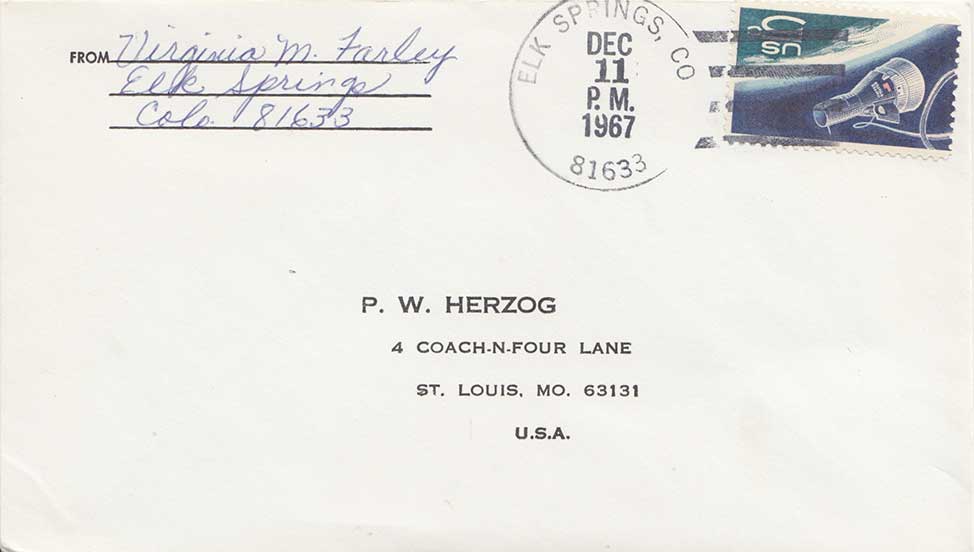 FROM Virginia M. Farley
Elk Springs
Colo. 81633
ELK SPRINGS, CO
DEC
11
P. M.
1967
81633
5c
US
P. W. HERZOG
4 COACH-N-FOUR LANE
ST. LOUIS, MO. 63131
U.S.A.